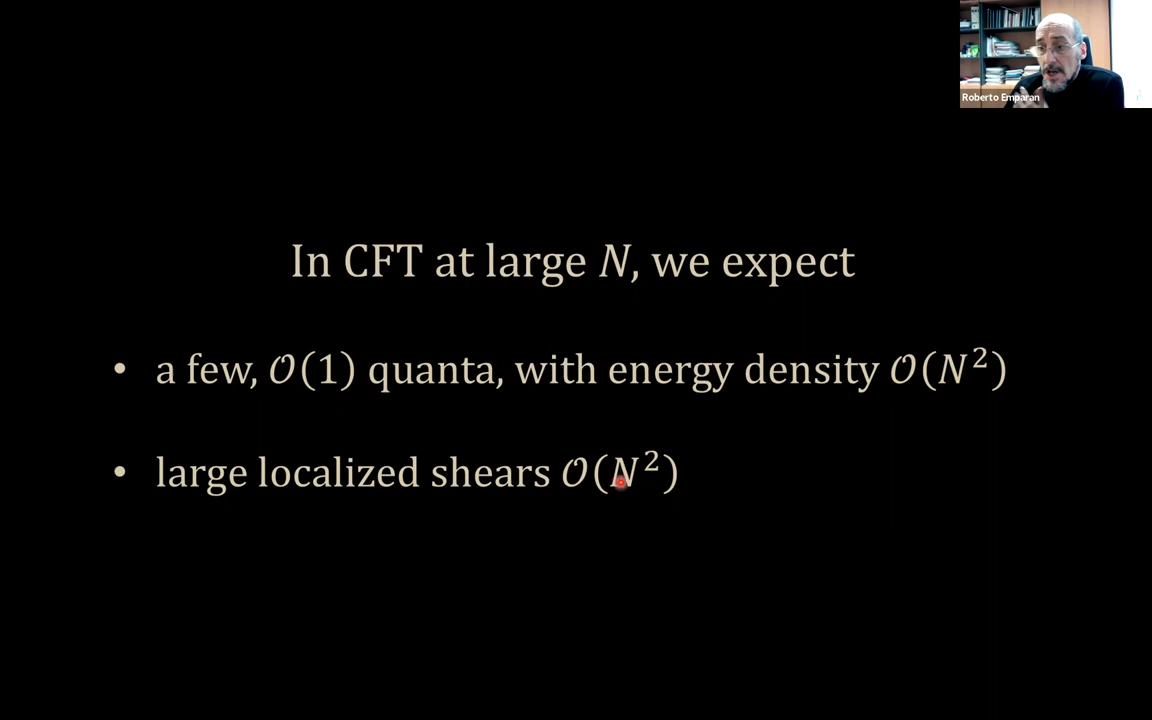 Roberto Emparan
In CFT at large N, we expect
• a few, 𝒪(1) quanta, with energy density 𝒪(N²)
• large localized shears 𝒪(N²)